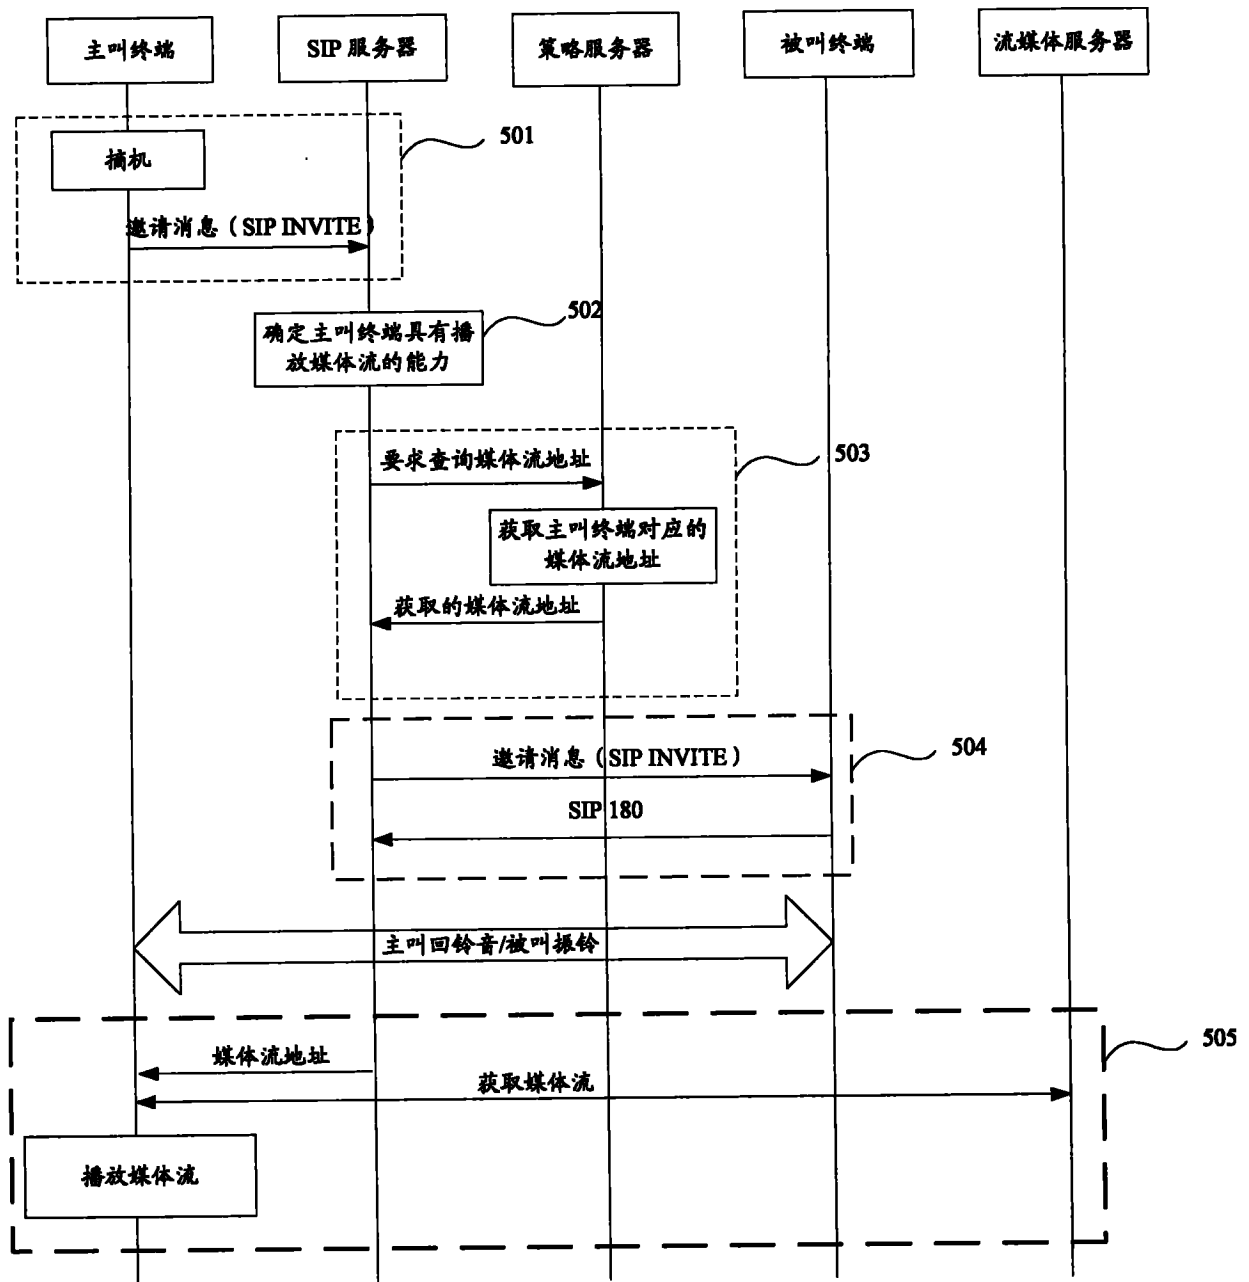 主叫终端
SIP 服务器
策略服务器
被叫终端
流媒体服务器
摘机
501
邀请消息（SIP INVITE）
502
确定主叫终端具有播
放媒体流的能力
503
要求查询媒体流地址
获取主叫终端对应的
媒体流地址
获取的媒体流地址
邀请消息（SIP INVITE）
504
SIP 180
主叫回铃音/被叫振铃
505
媒体流地址
获取媒体流
播放媒体流